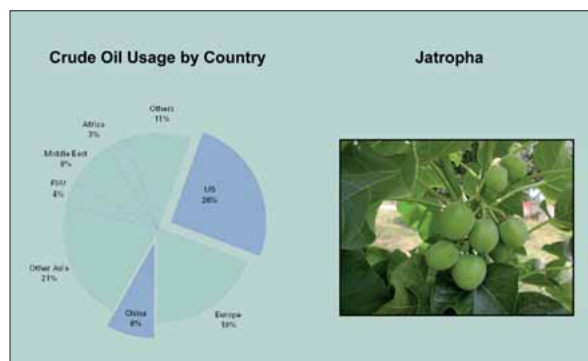 Crude Oil Usage by Country
Jatropha
Others
11%
Africa
3%
Middle East
8%
4%
US
26%
Other Asia
21%
China
8%
Europe
19%